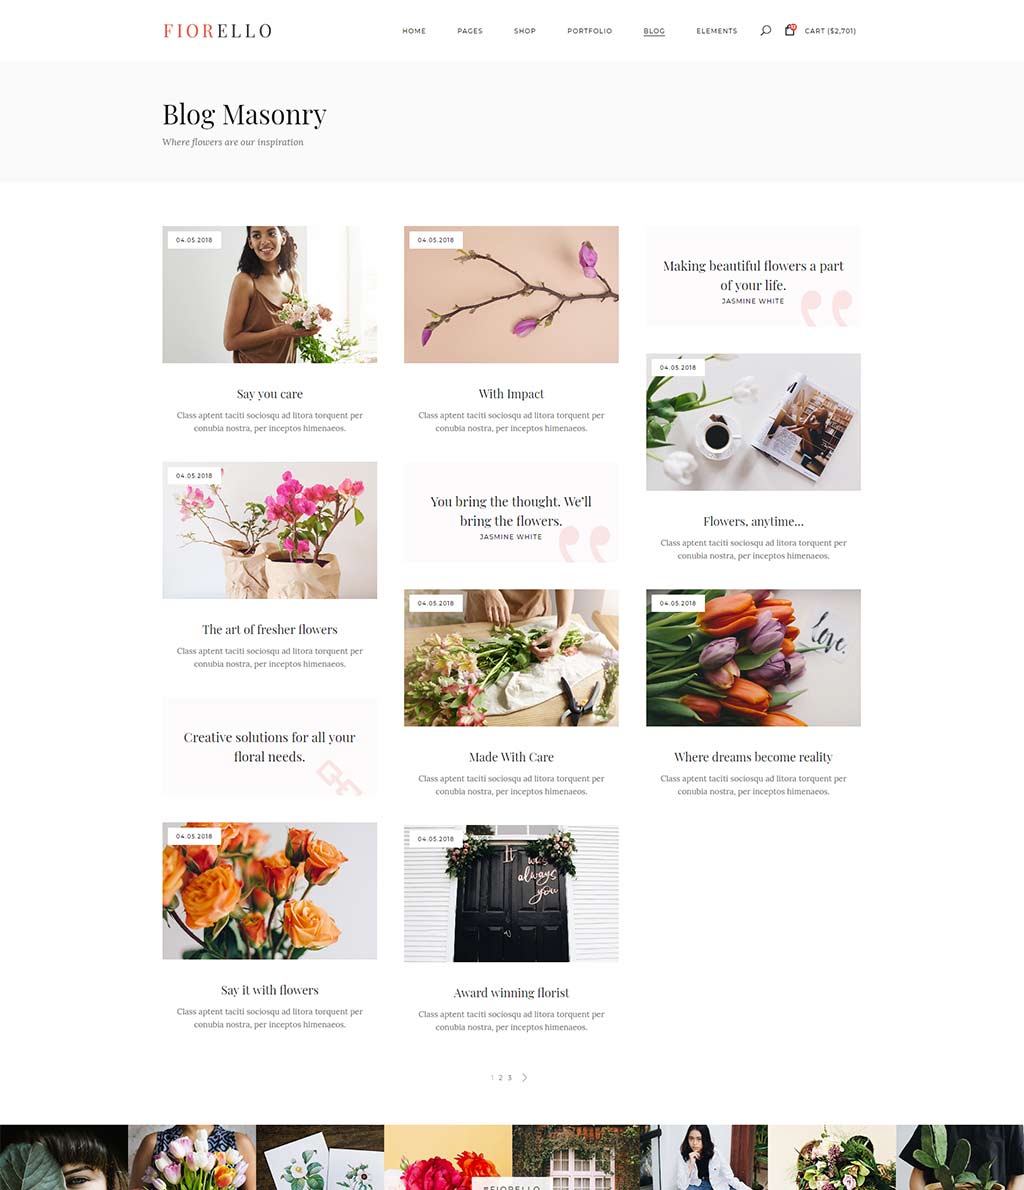 FIORELLO
HOME PAGES SHOP PORTFOLIO BLOG ELEMENTS CART ($2,701)
Blog Masonry
Where flowers are our inspiration
04.05.2018
Say you care
Class aptent taciti sociosqu ad litora torquent per
conubia nostra, per inceptos himenaeos.
04.05.2018
With Impact
Class aptent taciti sociosqu ad litora torquent per
conubia nostra, per inceptos himenaeos.
Making beautiful flowers a part
of your life.
JASMINE WHITE
04.05.2018
Flowers, anytime...
Class aptent taciti sociosqu ad litora torquent per
conubia nostra, per inceptos himenaeos.
04.05.2018
The art of fresher flowers
Class aptent taciti sociosqu ad litora torquent per
conubia nostra, per inceptos himenaeos.
You bring the thought. We'll
bring the flowers.
JASMINE WHITE
04.05.2018
Made With Care
Class aptent taciti sociosqu ad litora torquent per
conubia nostra, per inceptos himenaeos.
04.05.2018
love.
Where dreams become reality
Class aptent taciti sociosqu ad litora torquent per
conubia nostra, per inceptos himenaeos.
Creative solutions for all your
floral needs.
04.05.2018
Say it with flowers
Class aptent taciti sociosqu ad litora torquent per
conubia nostra, per inceptos himenaeos.
04.05.2018
It was
always
you
Award winning florist
Class aptent taciti sociosqu ad litora torquent per
conubia nostra, per inceptos himenaeos.
1 2 3
#FIORELLO